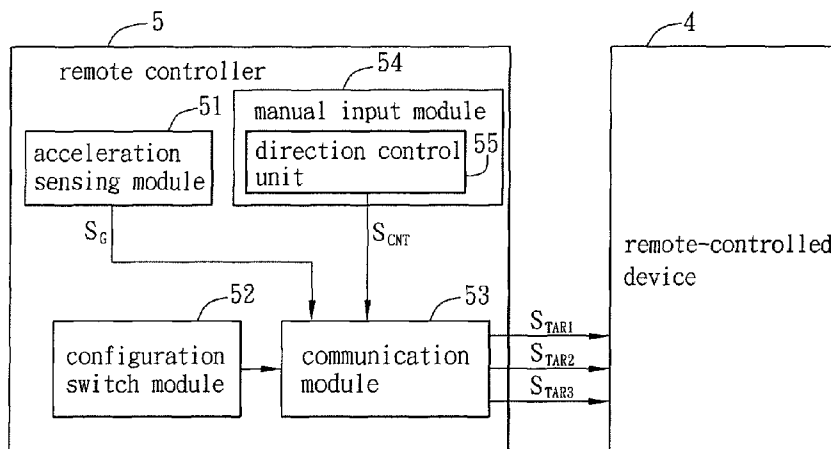 5
4
remote controller
54
51
manual input module
acceleration
sensing module
direction control
unit
55
S_G
S_CNT
remote-controlled
device
52
53
configuration
switch module
communication
module
S_TAR1
S_TAR2
S_TAR3